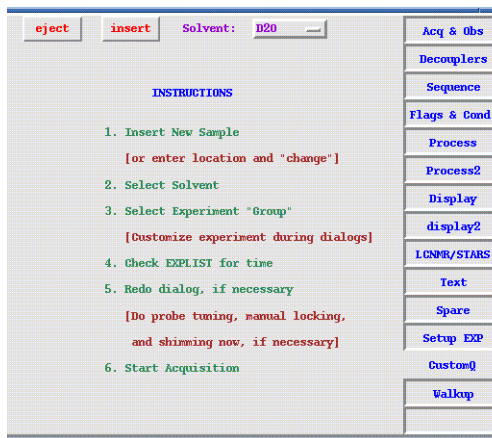 eject insert Solvent: D2O
INSTRUCTIONS
1. Insert New Sample
[or enter location and "change"]
2. Select Solvent
3. Select Experiment "Group"
[Customize experiment during dialogs]
4. Check EXPLIST for time
5. Redo dialog, if necessary
[Do probe tuning, manual locking,
and shimming now, if necessary]
6. Start Acquisition
Acq & Obs
Decouplers
Sequence
Flags & Cond
Process
Process2
Display
display2
LCNMR/STARS
Text
Spare
Setup EXP
CustomQ
Walkup